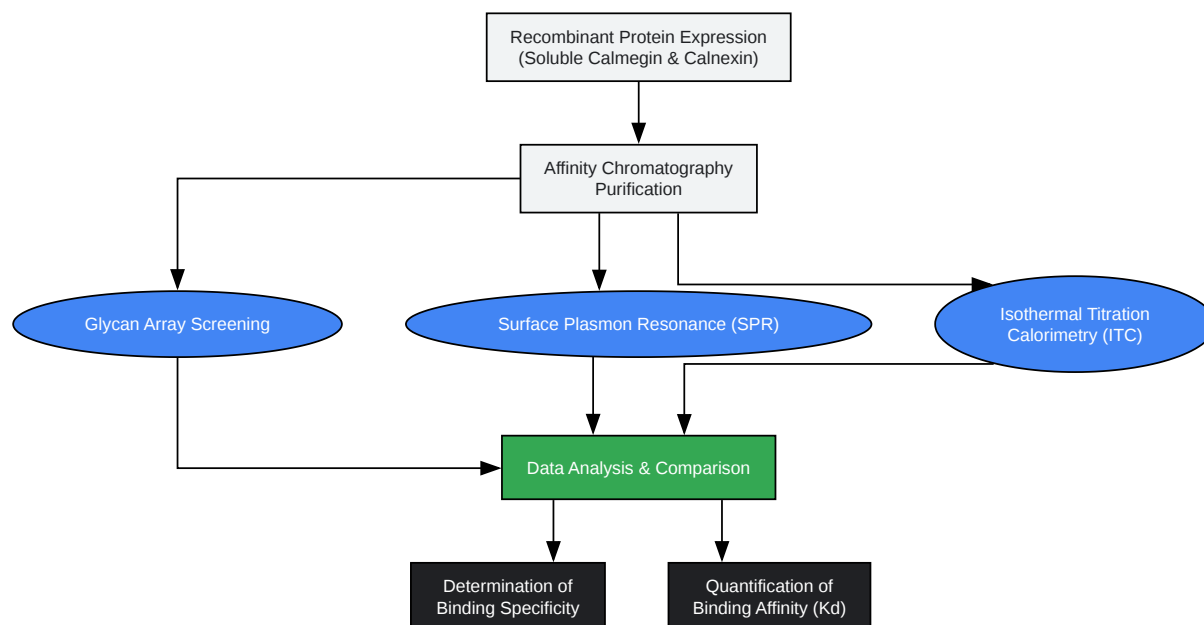 Recombinant Protein Expression
(Soluble Calmegin & Calnexin)
Affinity Chromatography
Purification
Glycan Array Screening
Surface Plasmon Resonance (SPR)
Isothermal Titration
Calorimetry (ITC)
Data Analysis & Comparison
Determination of
Binding Specificity
Quantification of
Binding Affinity (Kd)